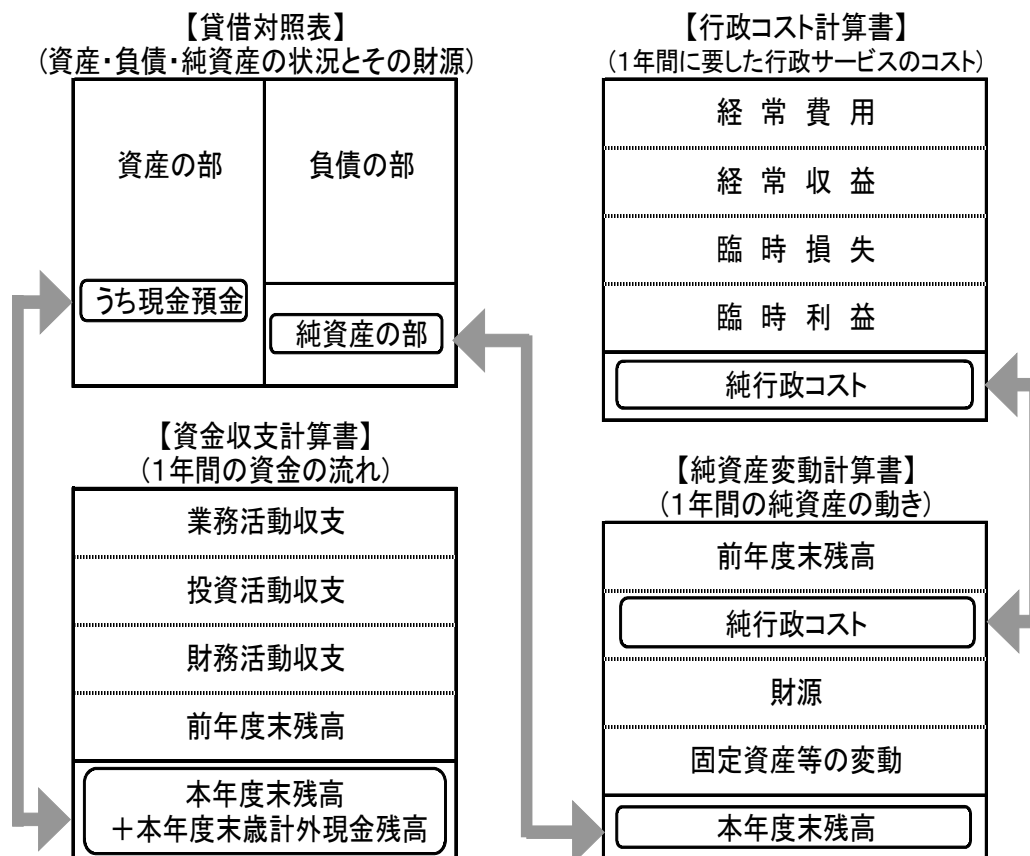 【貸借対照表】
(資産・負債・純資産の状況とその財源)
資産の部
負債の部
うち現金預金
純資産の部
【行政コスト計算書】
(1年間に要した行政サービスのコスト)
経 常 費 用
経 常 収 益
臨 時 損 失
臨 時 利 益
純行政コスト
【資金収支計算書】
(1年間の資金の流れ)
業務活動収支
投資活動収支
財務活動収支
前年度末残高
本年度末残高
＋本年度末歳計外現金残高
【純資産変動計算書】
(1年間の純資産の動き)
前年度末残高
純行政コスト
財源
固定資産等の変動
本年度末残高